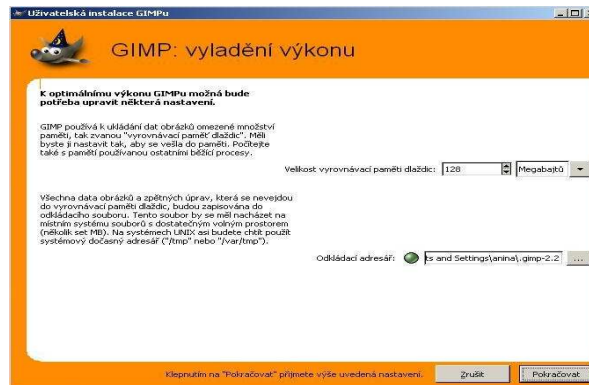 Uživatelská instalace GIMPu
GIMP: vyladění výkonu
K optimálnímu výkonu GIMPu možná bude
potřeba upravit některá nastavení.
GIMP používá k ukládání dat obrázků omezené množství
paměti, tak zvanou "vyrovnávací paměť dlaždic". Měli
byste ji nastavit tak, aby se vešla do paměti. Počítejte
také s pamětí používanou ostatními běžící procesy.
Velikost vyrovnávací paměti dlaždic: 128 Megabajtů
Všechna data obrázků a zpětných úprav, která se nevejdou
do vyrovnávací paměti dlaždic, budou zapisována do
odkládacího souboru. Tento soubor by se měl nacházet na
místním systému souborů s dostatečným volným prostorem
(několik set MB). Na systémech UNIX asi budete chtít použít
systémový dočasný adresář ("/tmp" nebo "/var/tmp").
Odkládací adresář: ts and Settings\anina\.gimp-2.2 ...
Klepnutím na "Pokračovat" přijmete výše uvedená nastavení. Zrušit Pokračovat